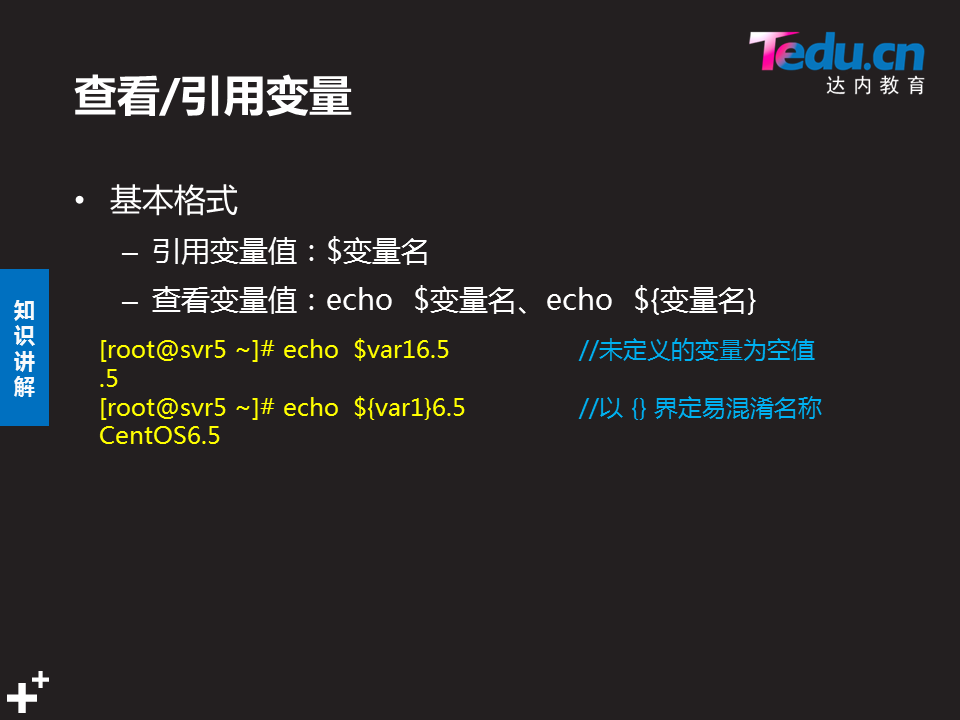 Tedu.cn
达内教育
查看/引用变量
• 基本格式
– 引用变量值：$变量名
– 查看变量值：echo $变量名、echo ${变量名}
知识讲解
[root@svr5 ~]# echo $var16.5 //未定义的变量为空值
.5
[root@svr5 ~]# echo ${var1}6.5 //以 {} 界定易混淆名称
CentOS6.5